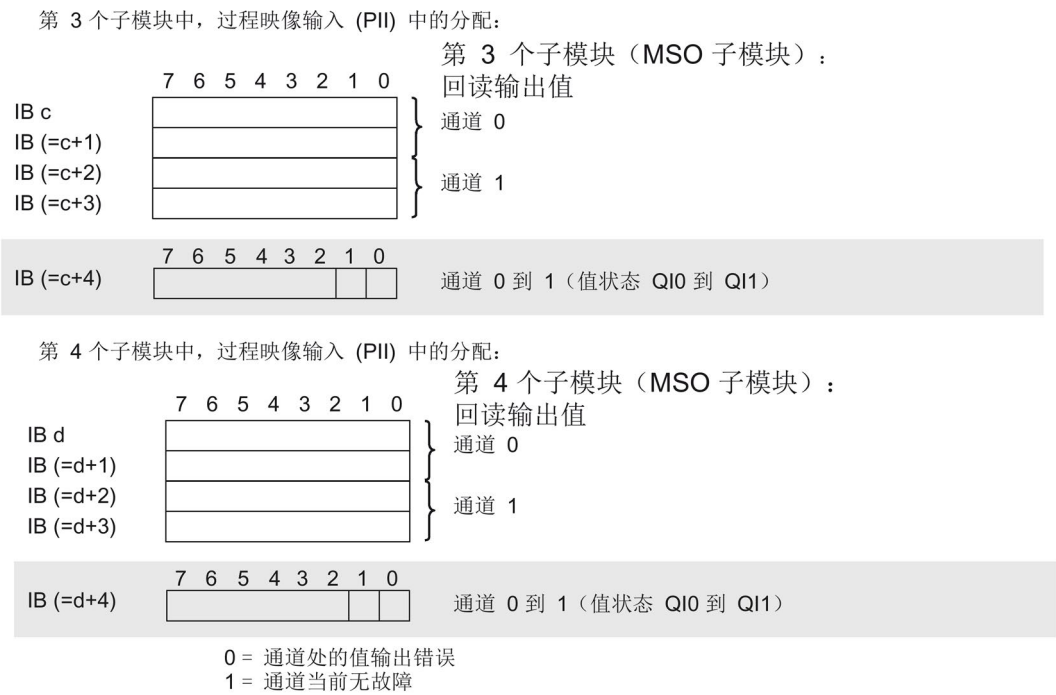 第 3 个子模块中，过程映像输入 (PII) 中的分配：
第 3 个子模块（MSO 子模块）：
回读输出值
7 6 5 4 3 2 1 0
IB c
通道 0
IB (=c+1)
IB (=c+2)
通道 1
IB (=c+3)
7 6 5 4 3 2 1 0
IB (=c+4) 通道 0 到 1（值状态 QI0 到 QI1）
第 4 个子模块中，过程映像输入 (PII) 中的分配：
第 4 个子模块（MSO 子模块）：
回读输出值
7 6 5 4 3 2 1 0
IB d
通道 0
IB (=d+1)
IB (=d+2)
通道 1
IB (=d+3)
7 6 5 4 3 2 1 0
IB (=d+4) 通道 0 到 1（值状态 QI0 到 QI1）
0 = 通道处的值输出错误
1 = 通道当前无故障